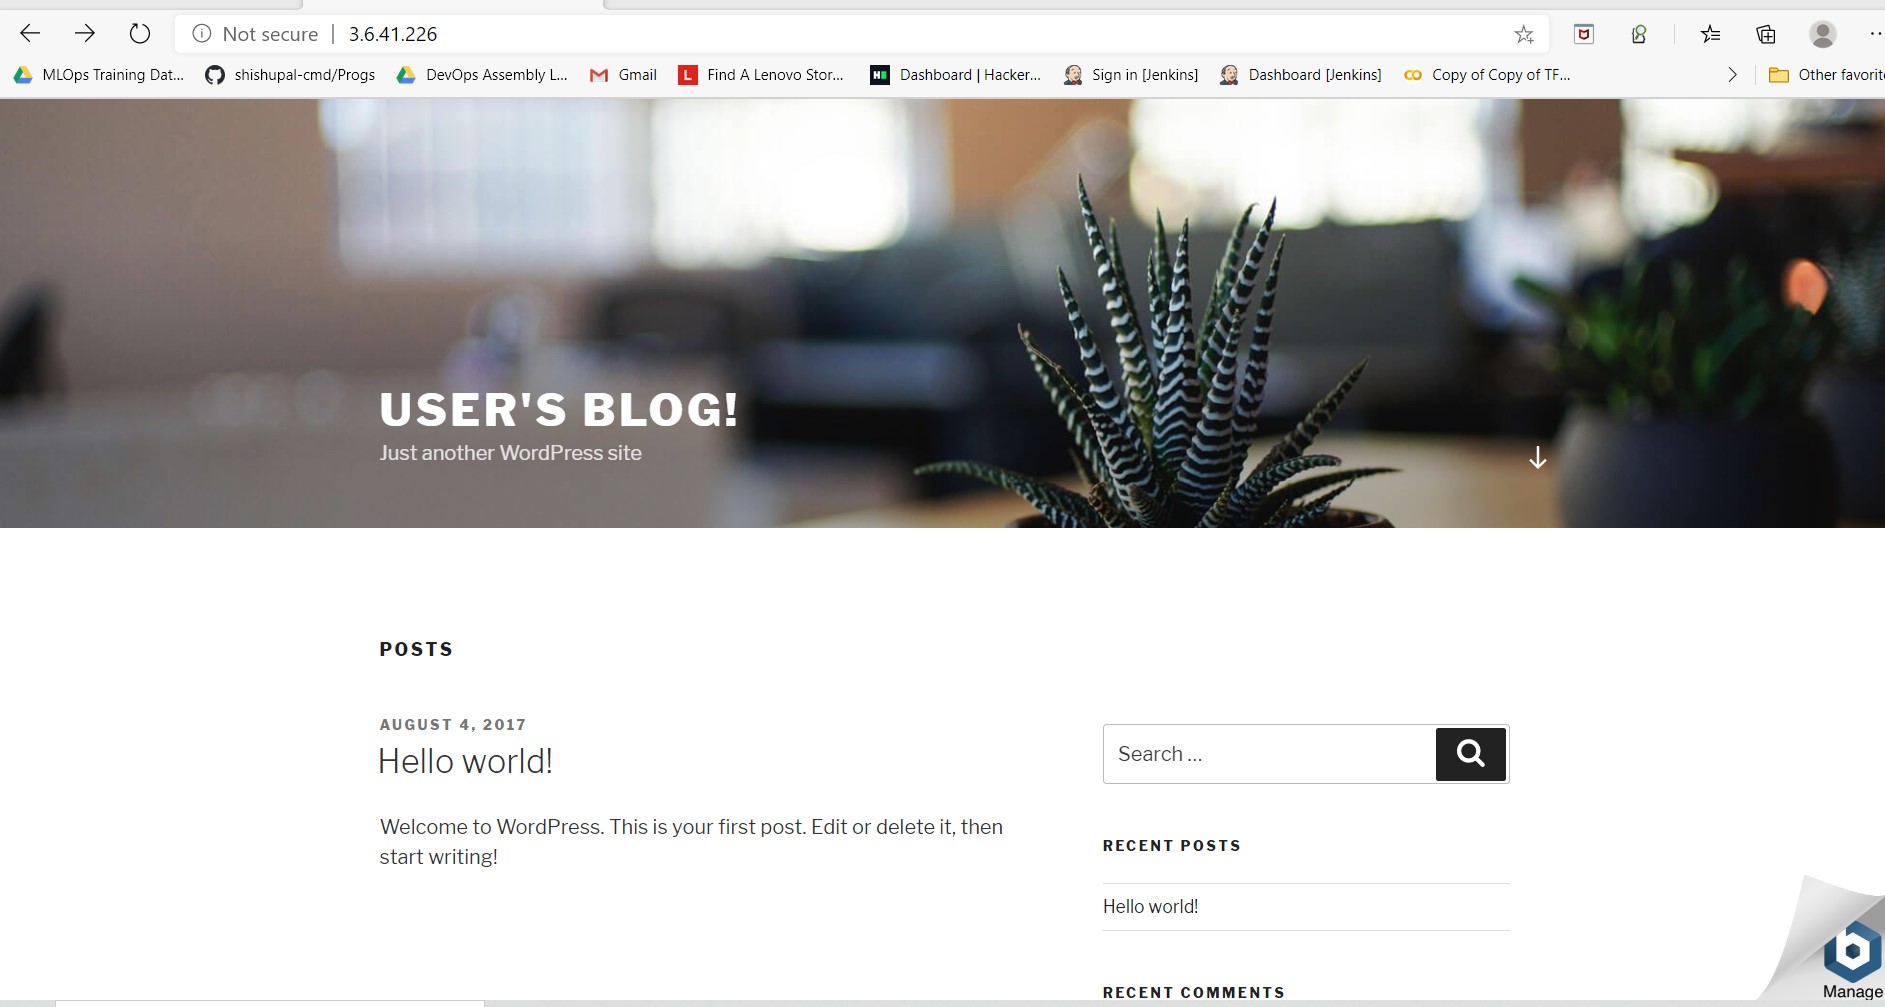 Not secure | 3.6.41.226
MLOps Training Dat... shishupal-cmd/Progs DevOps Assembly L... Gmail Find A Lenovo Stor... Dashboard | Hacker... Sign in [Jenkins] Dashboard [Jenkins] Copy of Copy of TF... Other favorit
USER'S BLOG!
Just another WordPress site
POSTS
AUGUST 4, 2017
Hello world!
Welcome to WordPress. This is your first post. Edit or delete it, then
start writing!
Search …
RECENT POSTS
Hello world!
RECENT COMMENTS
Manage